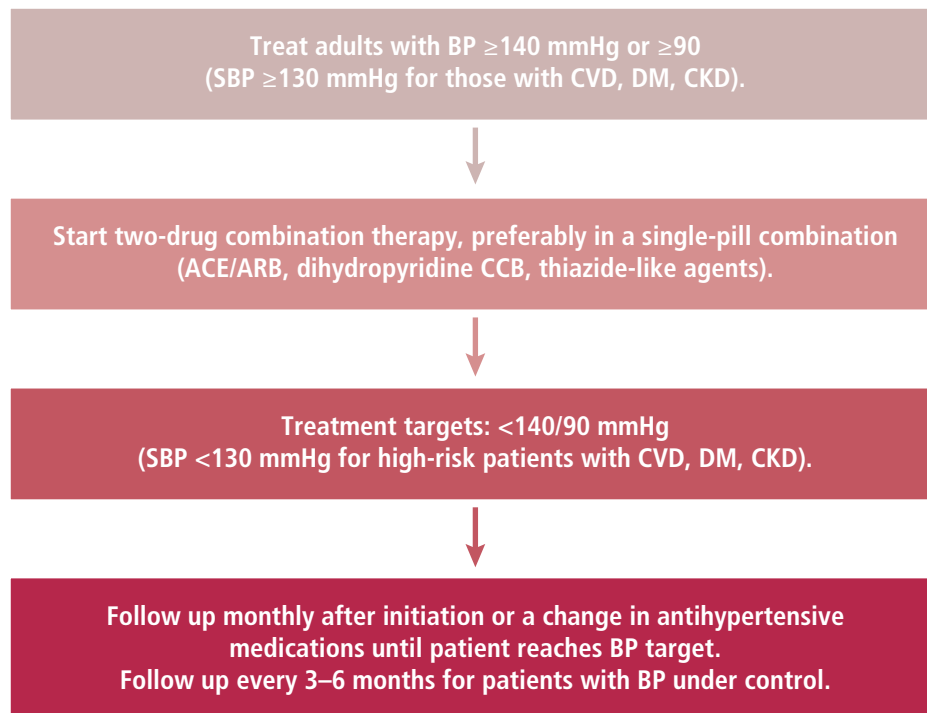 Treat adults with BP ≥140 mmHg or ≥90
(SBP ≥130 mmHg for those with CVD, DM, CKD).
Start two-drug combination therapy, preferably in a single-pill combination
(ACE/ARB, dihydropyridine CCB, thiazide-like agents).
Treatment targets: <140/90 mmHg
(SBP <130 mmHg for high-risk patients with CVD, DM, CKD).
Follow up monthly after initiation or a change in antihypertensive
medications until patient reaches BP target.
Follow up every 3–6 months for patients with BP under control.